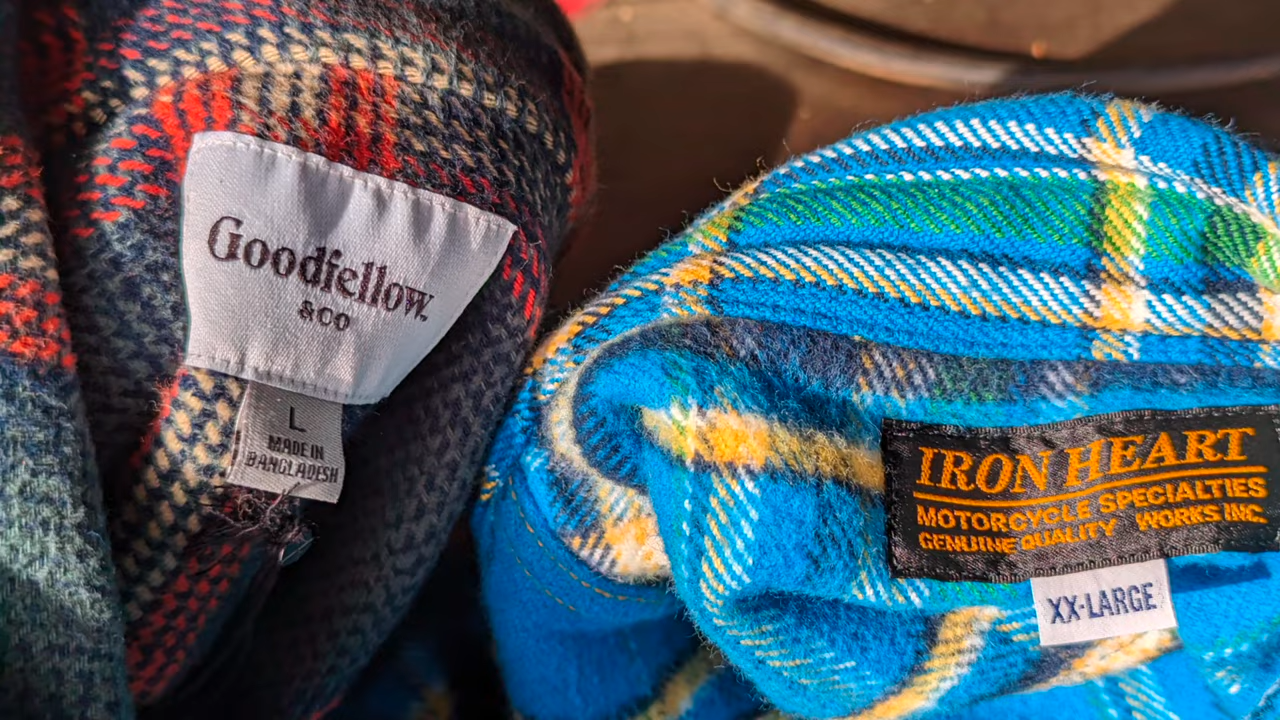 Goodfellow
&CO
L
MADE IN
BANGLADESH
IRON HEART
MOTORCYCLE SPECIALTIES
GENUINE QUALITY WORKS INC.
XX-LARGE